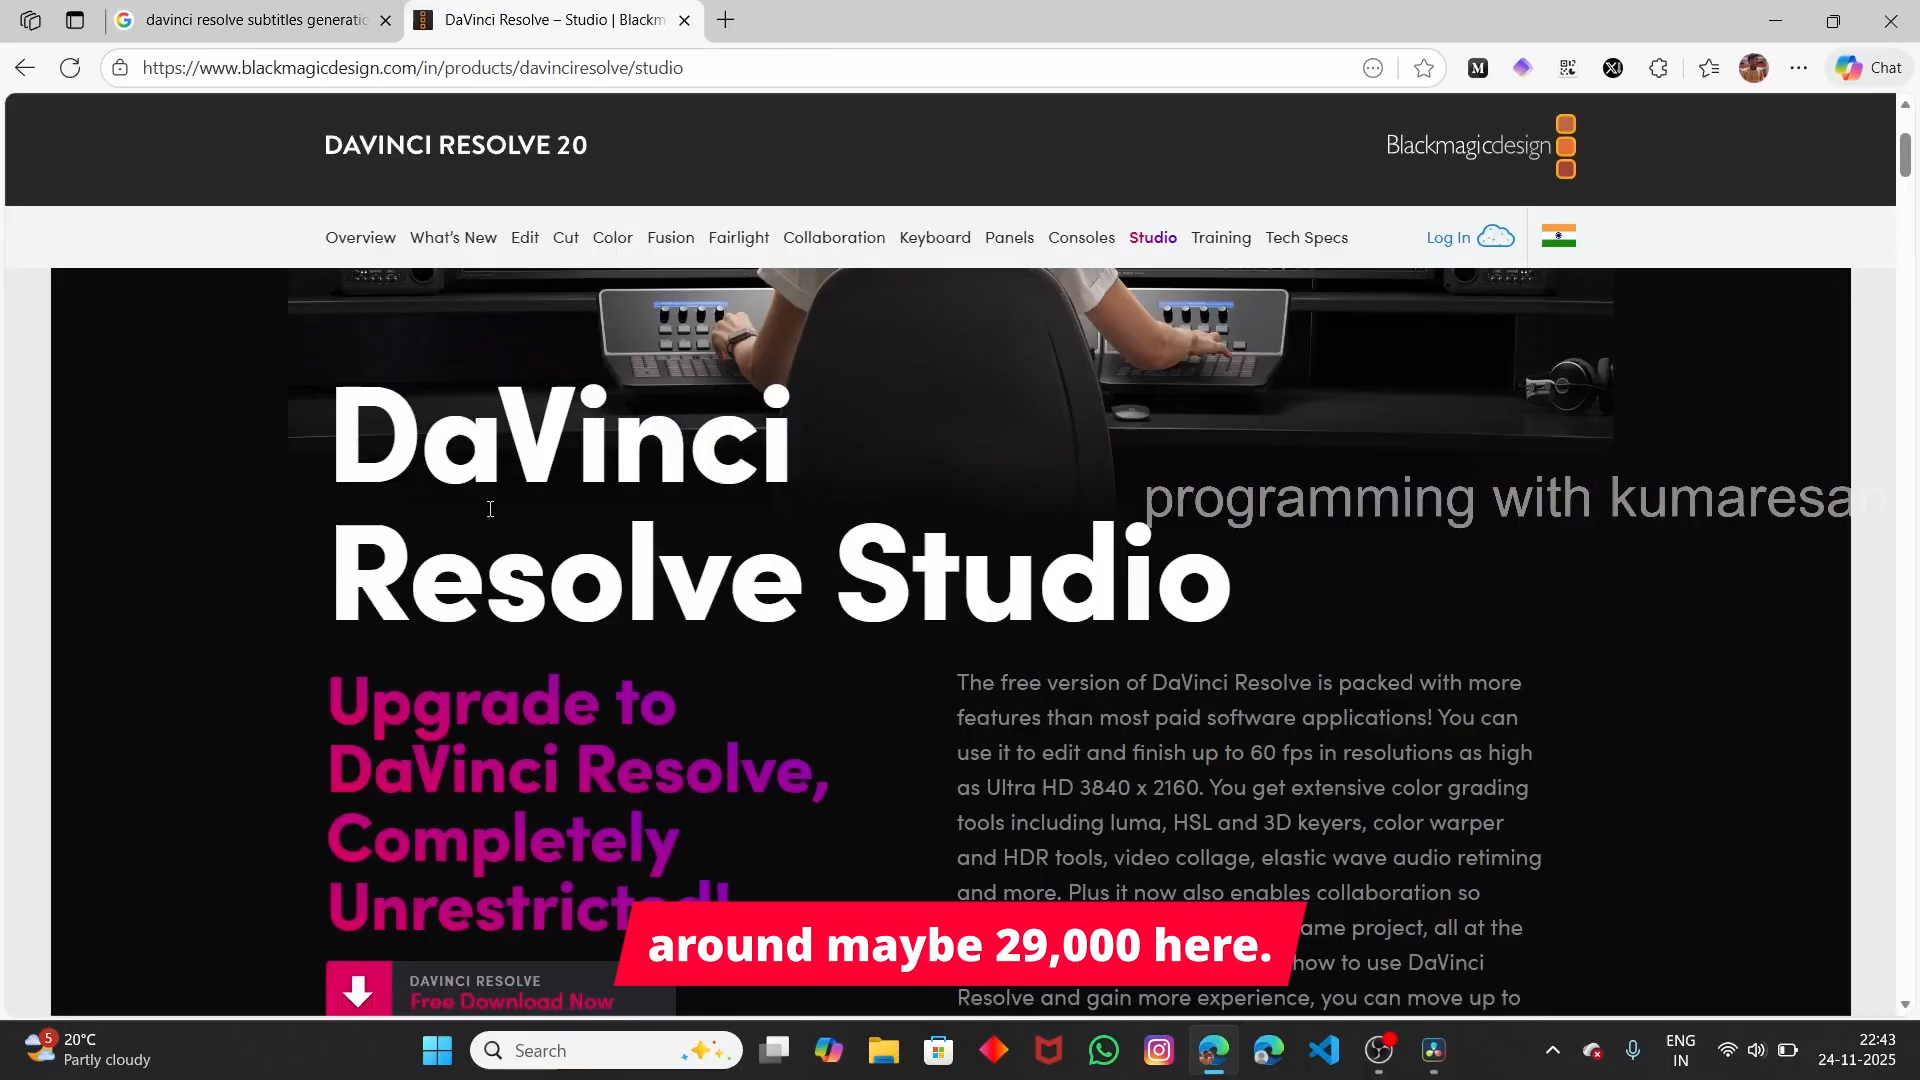 davinci resolve subtitles generati
DaVinci Resolve – Studio | Blackm
https://www.blackmagicdesign.com/in/products/davinciresolve/studio
Chat
DAVINCI RESOLVE 20
Blackmagicdesign
Overview What's New Edit Cut Color Fusion Fairlight Collaboration Keyboard Panels Consoles Studio Training Tech Specs Log In
DaVinci
Resolve Studio
programming with kumaresan
Upgrade to
DaVinci Resolve,
Completely
Unrestricted!
The free version of DaVinci Resolve is packed with more
features than most paid software applications! You can
use it to edit and finish up to 60 fps in resolutions as high
as Ultra HD 3840 x 2160. You get extensive color grading
tools including luma, HSL and 3D keyers, color warper
and HDR tools, video collage, elastic wave audio retiming
and more. Plus it now also enables collaboration so
ame project, all at the
how to use DaVinci
Resolve and gain more experience, you can move up to
DAVINCI RESOLVE
Free Download Now
around maybe 29,000 here.
5
20°C
Partly cloudy
Search
ENG
IN
22:43
24-11-2025